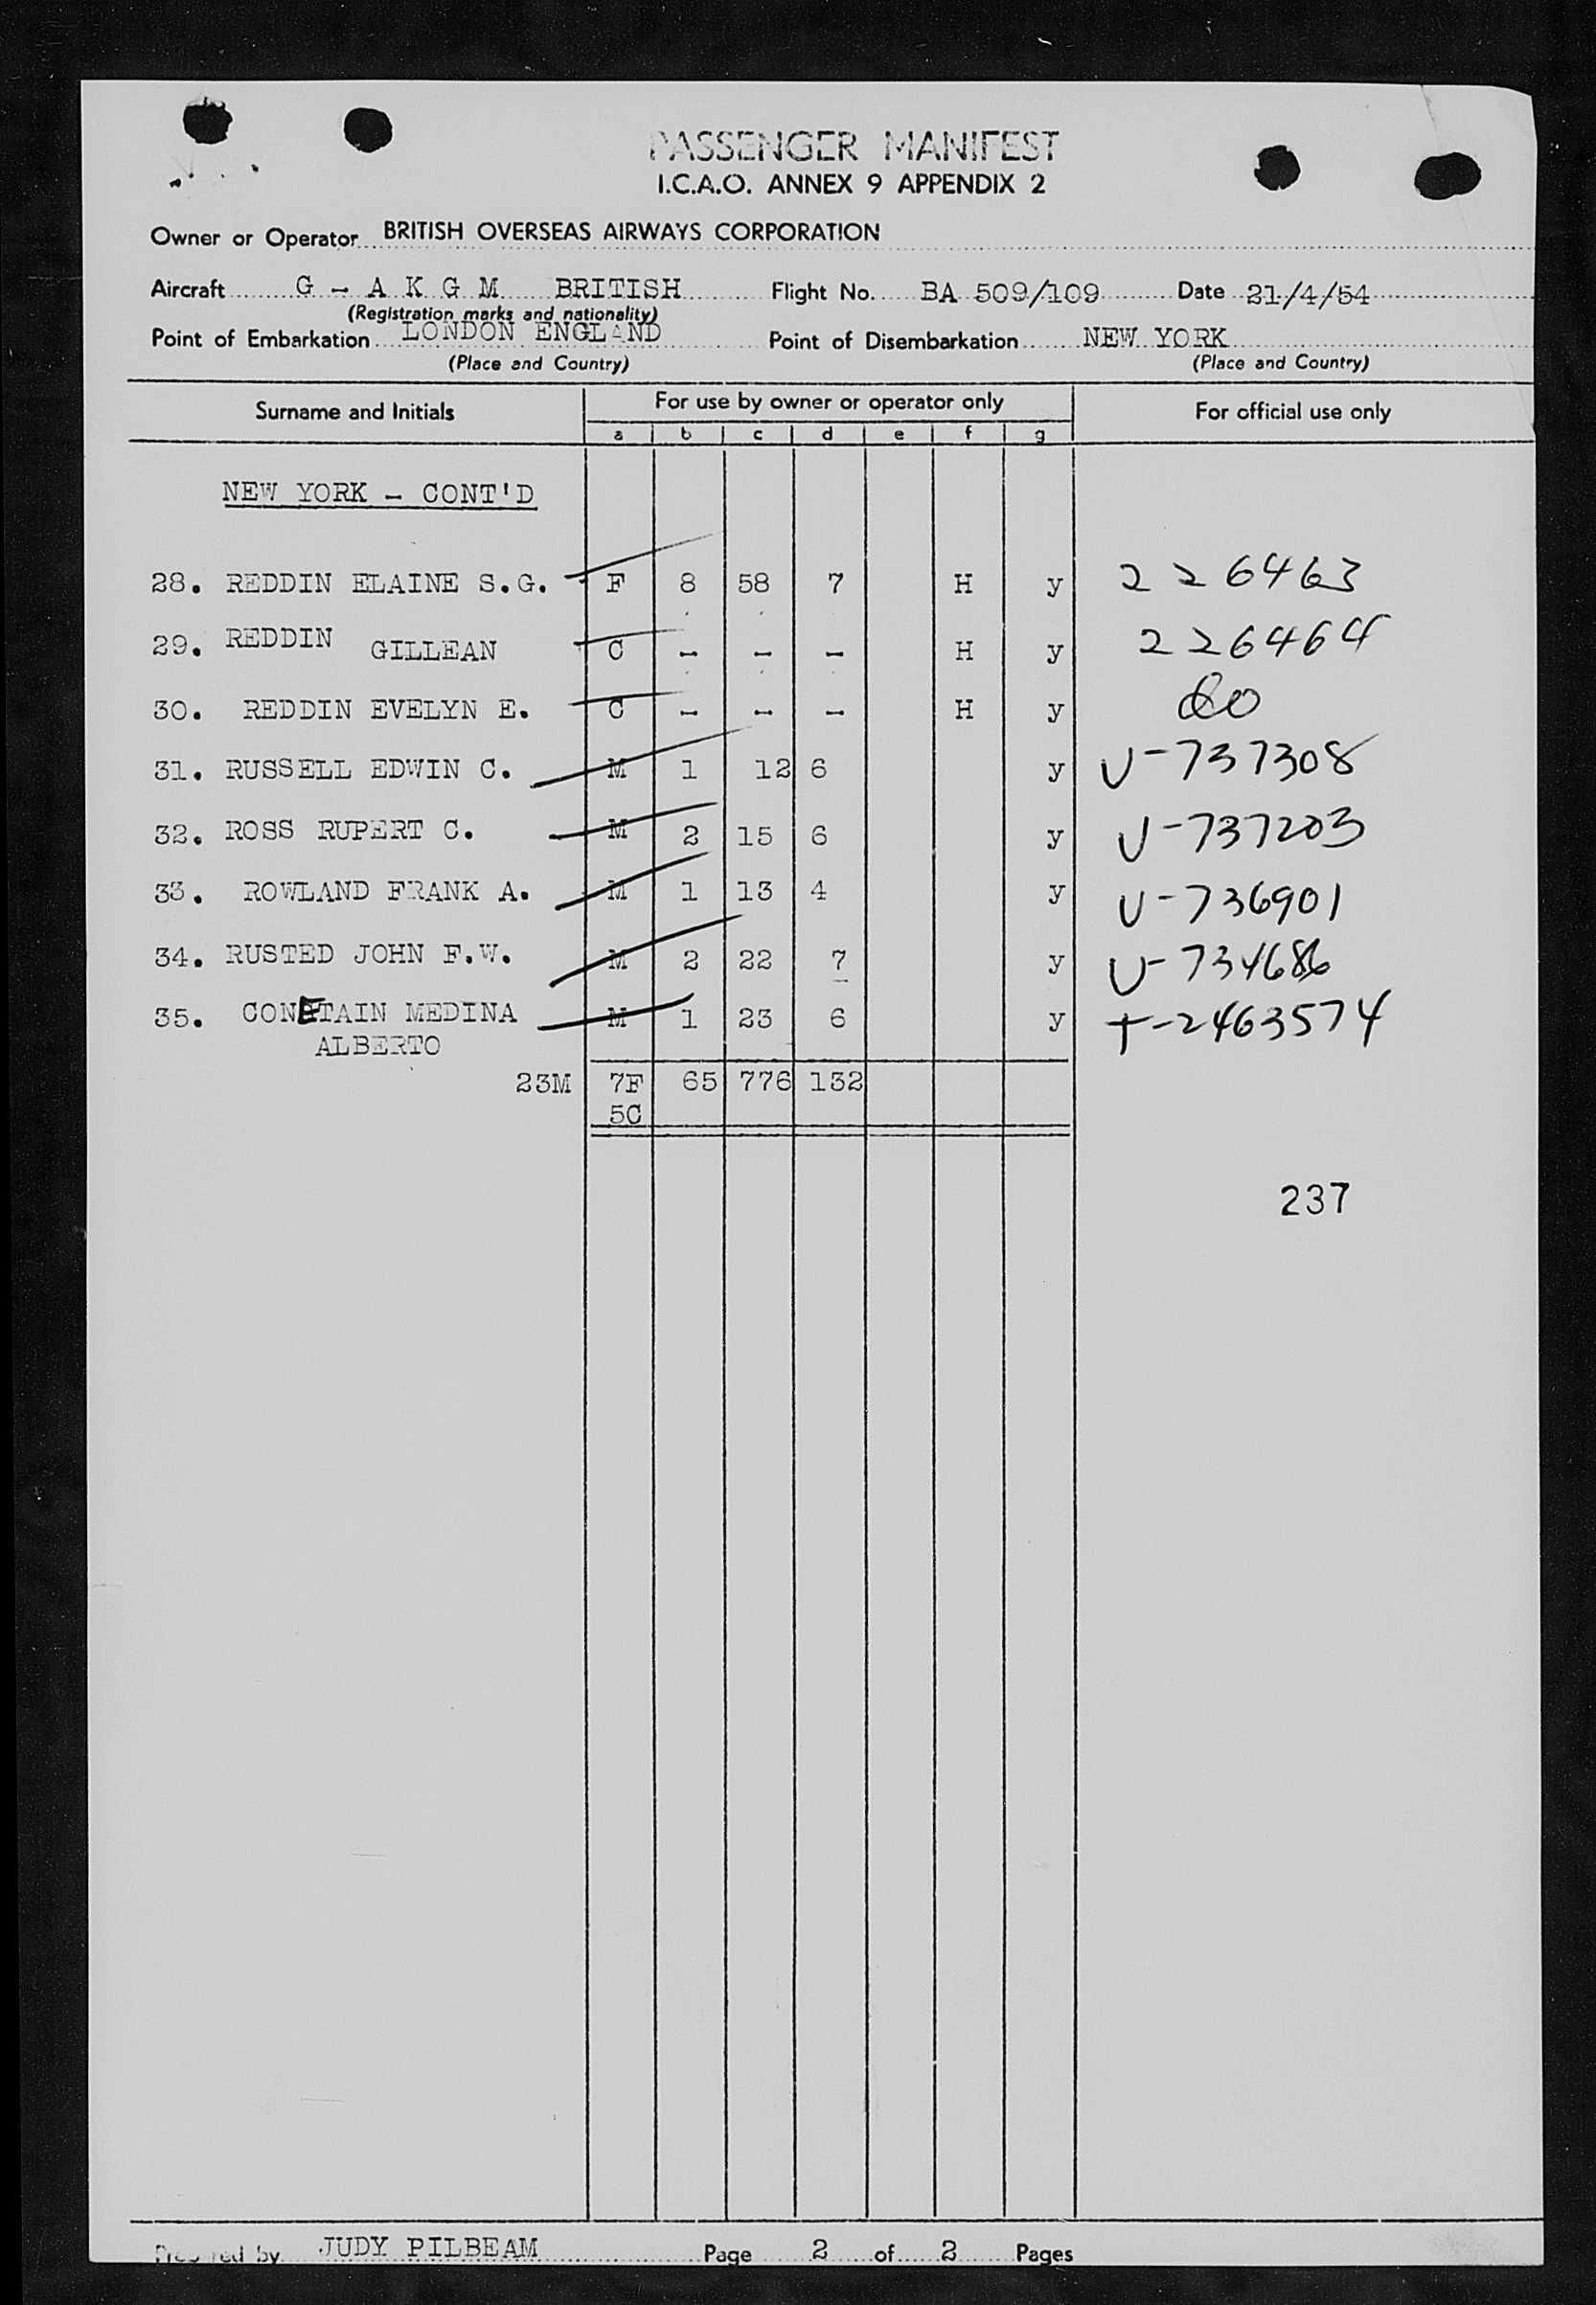 PASSENGER MANIFEST
I.C.A.O. ANNEX 9 APPENDIX 2
Owner or Operator BRITISH OVERSEAS AIRWAYS CORPORATION
Aircraft G - A K G M BRITISH Flight No. BA 509/109 Date 21/4/54
(Registration marks and nationality)
Point of Embarkation LONDON ENGLAND Point of Disembarkation NEW YORK
(Place and Country) (Place and Country)
Surname and Initials For use by owner or operator only For official use only
a b c d e f g
NEW YORK - CONT'D
28. REDDIN ELAINE S.G. F 8 58 7 H y 226463
29. REDDIN GILLEAN C - - - H y 226464
30. REDDIN EVELYN E. C - - - H y do
31. RUSSELL EDWIN C. M 1 12 6 y U-737308
32. ROSS RUPERT C. M 2 15 6 y U-737203
33. ROWLAND FRANK A. M 1 13 4 y U-736901
34. RUSTED JOHN F.W. M 2 22 7 y U-734686
35. MEDINA M 1 23 6 y T-2463574
ALBERTO
23M 7F 65 776 132
5C
237
Prepared by JUDY PILBEAM Page 2 of 2 Pages